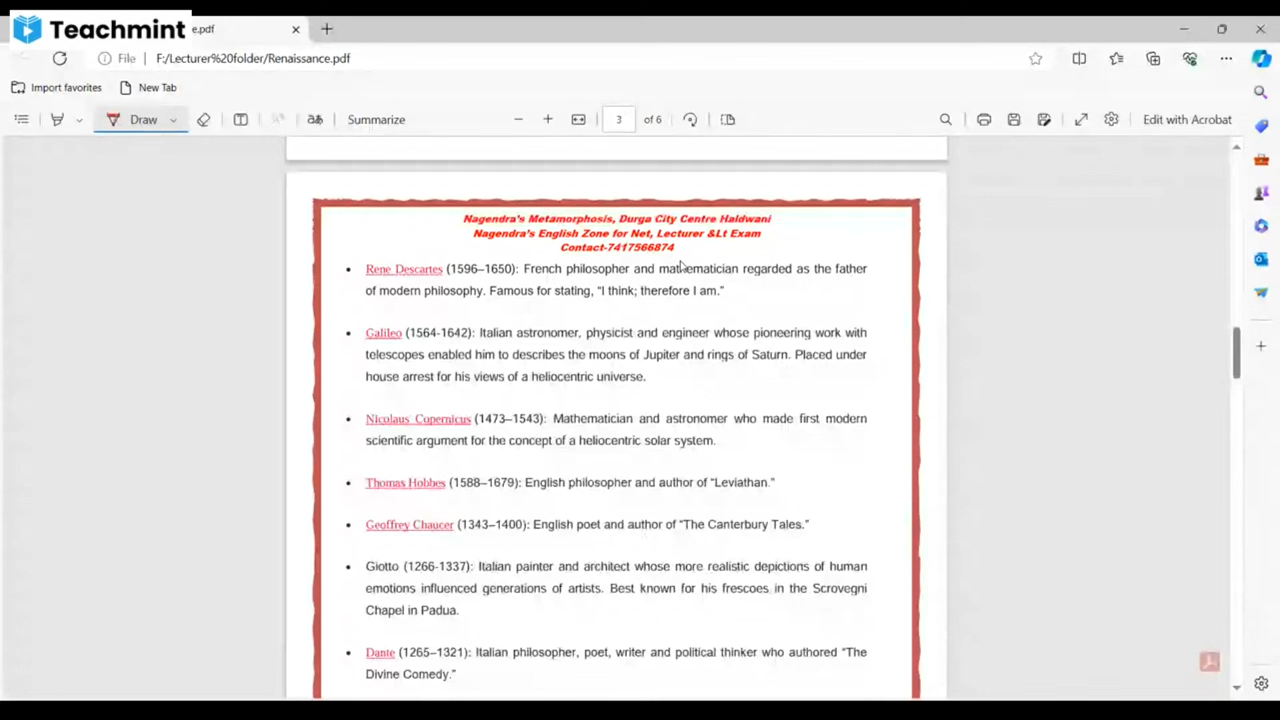 Teachmint
e.pdf
File F:/Lecturer%20folder/Renaissance.pdf
Import favorites New Tab
Draw Summarize 3 of 6 Edit with Acrobat
Nagendra's Metamorphosis, Durga City Centre Haldwani
Nagendra's English Zone for Net, Lecturer &Lt Exam
Contact-7417566874
• Rene Descartes (1596–1650): French philosopher and mathematician regarded as the father
of modern philosophy. Famous for stating, “I think; therefore I am.”
• Galileo (1564-1642): Italian astronomer, physicist and engineer whose pioneering work with
telescopes enabled him to describes the moons of Jupiter and rings of Saturn. Placed under
house arrest for his views of a heliocentric universe.
• Nicolaus Copernicus (1473–1543): Mathematician and astronomer who made first modern
scientific argument for the concept of a heliocentric solar system.
• Thomas Hobbes (1588–1679): English philosopher and author of “Leviathan.”
• Geoffrey Chaucer (1343–1400): English poet and author of “The Canterbury Tales.”
• Giotto (1266-1337): Italian painter and architect whose more realistic depictions of human
emotions influenced generations of artists. Best known for his frescoes in the Scrovegni
Chapel in Padua.
• Dante (1265–1321): Italian philosopher, poet, writer and political thinker who authored “The
Divine Comedy.”